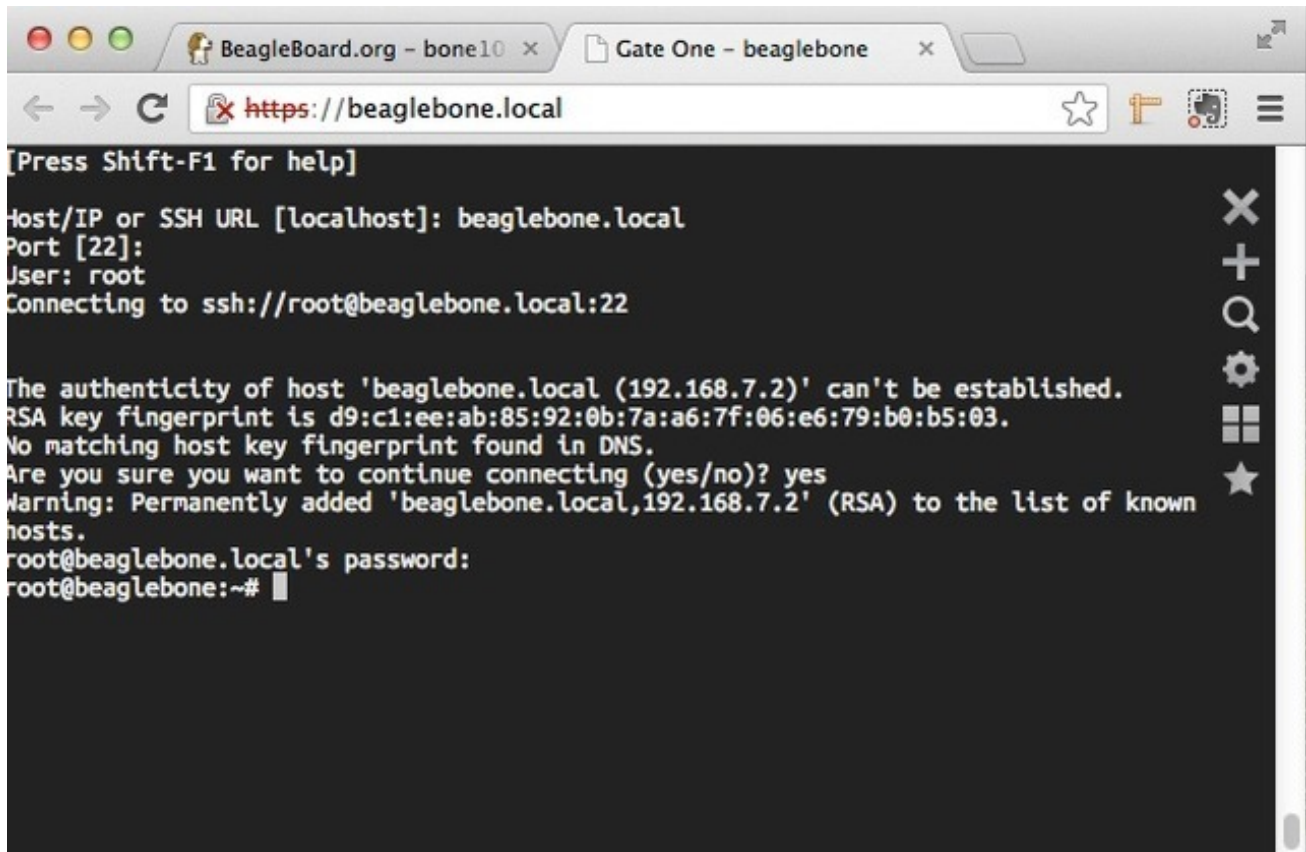 BeagleBoard.org – bone10
Gate One – beaglebone
https://beaglebone.local
[Press Shift-F1 for help]
Host/IP or SSH URL [localhost]: beaglebone.local
Port [22]:
User: root
Connecting to ssh://root@beaglebone.local:22
The authenticity of host 'beaglebone.local (192.168.7.2)' can't be established.
RSA key fingerprint is d9:c1:ee:ab:85:92:0b:7a:a6:7f:06:e6:79:b0:b5:03.
No matching host key fingerprint found in DNS.
Are you sure you want to continue connecting (yes/no)? yes
Warning: Permanently added 'beaglebone.local,192.168.7.2' (RSA) to the list of known
hosts.
root@beaglebone.local's password:
root@beaglebone:~#